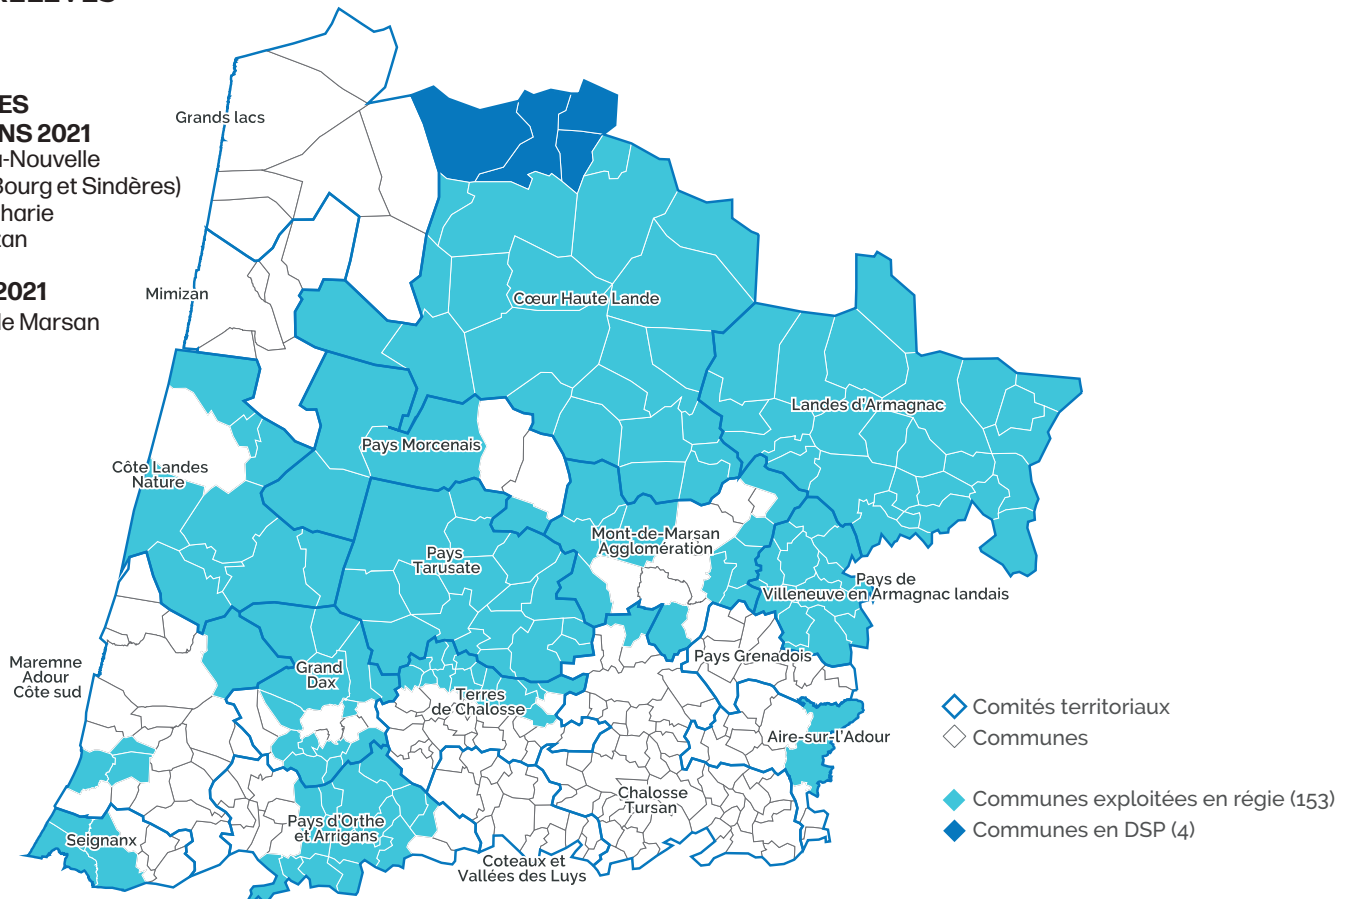 ES
NS 2021
-Nouvelle
Bourg et Sindères)
harie
an
2021
le Marsan
Grands lacs
Mimizan
Cœur Haute Lande
Landes d'Armagnac
Pays Morcenais
Côte Landes
Nature
Mont-de-Marsan
Agglomération
Pays
Tarusate
Pays de
Villeneuve en Armagnac landais
Maremne
Adour
Côte sud
Grand
Dax
Pays Grenadois
Terres
de Chalosse
Aire-sur-l'Adour
Chalosse
Tursan
Pays d'Orthe
et Arrigans
Seignanx
Coteaux et
Vallées des Luys
Comités territoriaux
Communes
Communes exploitées en régie (153)
Communes en DSP (4)